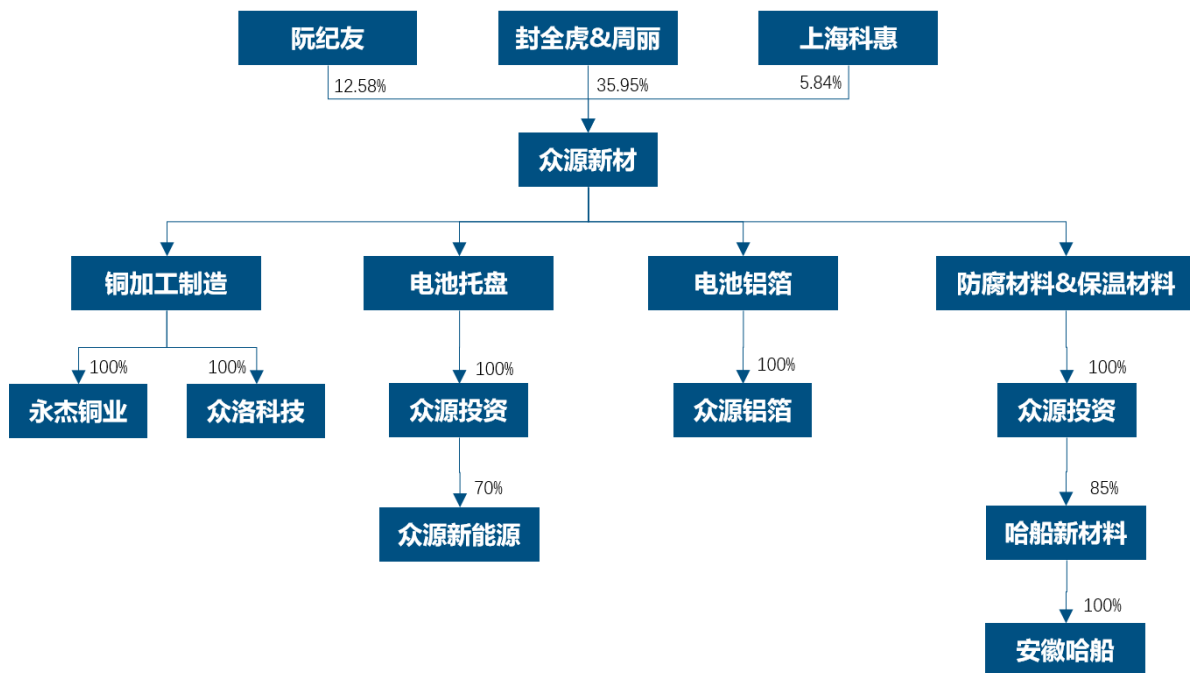 阮纪友
封全虎&周丽
上海科惠
12.58%
35.95%
5.84%
众源新材
铜加工制造
电池托盘
电池铝箔
防腐材料&保温材料
100%
100%
100%
100%
100%
永杰铜业
众洛科技
众源投资
众源铝箔
众源投资
70%
85%
众源新能源
哈船新材料
100%
安徽哈船